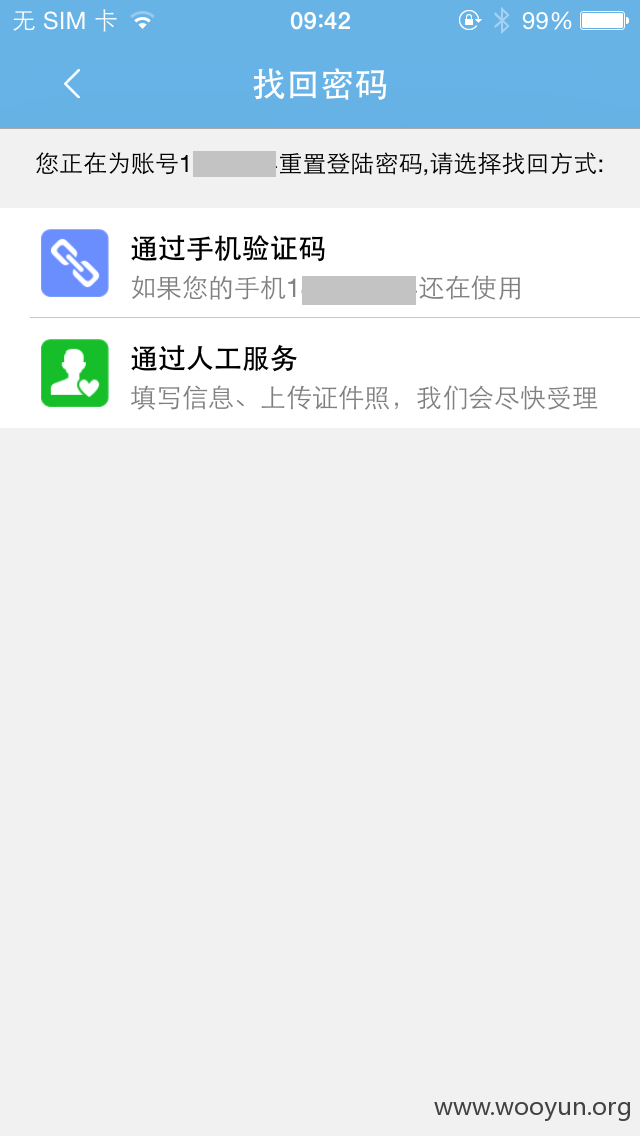 无 SIM 卡 09:42 99%
找回密码
您正在为账号1 重置登陆密码,请选择找回方式:
通过手机验证码
如果您的手机1 还在使用
通过人工服务
填写信息、上传证件照，我们会尽快受理
www.wooyun.org